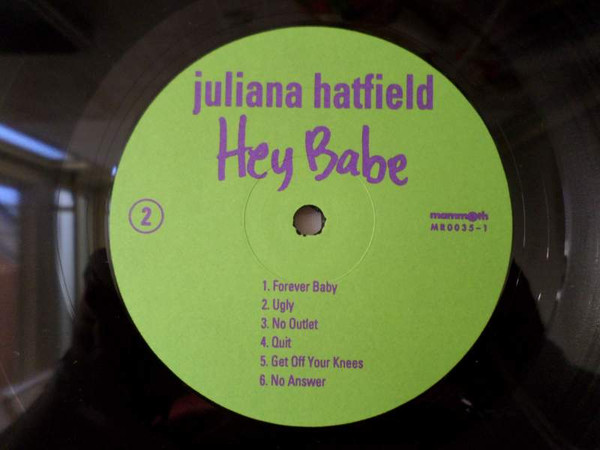 juliana hatfield
Hey Babe
2
mammoth
MR0035-1
1. Forever Baby
2. Ugly
3. No Outlet
4. Quit
5. Get Off Your Knees
6. No Answer